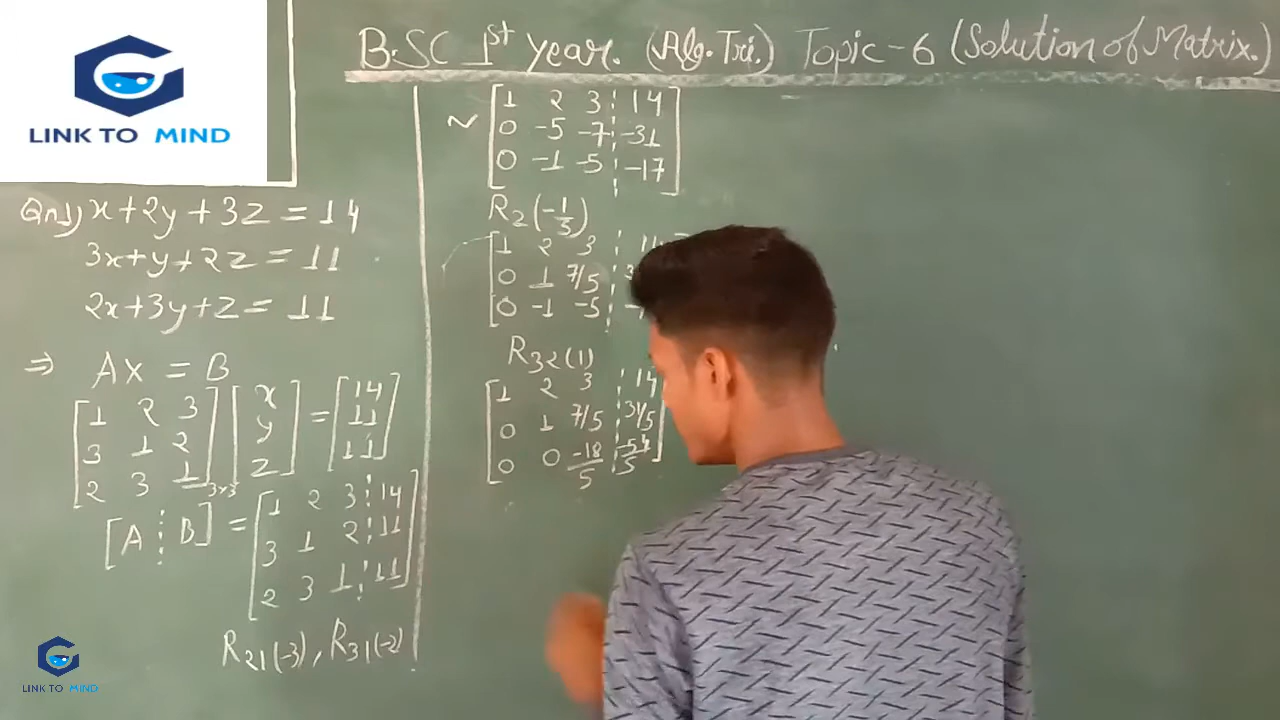 LINK TO MIND
B.SC 1st year. (Alg. Tri.) Topic-6 (Solution of Matrix.)
Qn1) x+2y+3z=14
3x+y+2z=11
2x+3y+z=11
⇒ AX = B
[1 2 3] [x] = [14]
[3 1 2] [y] [11]
[2 3 1]3×3 [z] [11]
[A ⋮ B] = [1 2 3 ⋮ 14]
[3 1 2 ⋮ 11]
[2 3 1 ⋮ 11]
R21(-3), R31(-2)
~ [1 2 3 ⋮ 14]
[0 -5 -7 ⋮ -31]
[0 -1 -5 ⋮ -17]
R2(-1/5)
[1 2 3 ⋮ 14
[0 1 7/5 ⋮
[0 -1 -5 ⋮
R32(1)
[1 2 3 ⋮ 14]
[0 1 7/5 ⋮ 31/5]
[0 0 -18/5 ⋮ -54/5]
LINK TO MIND